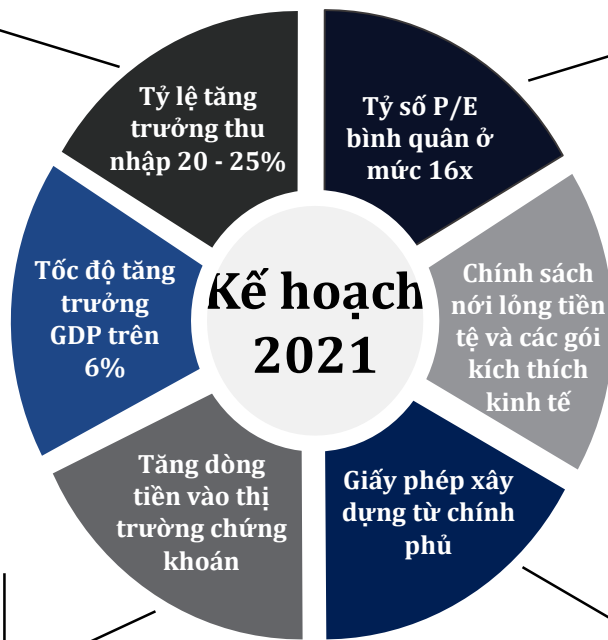 Tỷ lệ tăng
trưởng thu
nhập 20 - 25%
Tỷ số P/E
bình quân ở
mức 16x
Tốc độ tăng
trưởng
GDP trên
6%
Kế hoạch
2021
Chính sách
nới lỏng tiền
tệ và các gói
kích thích
kinh tế
Tăng dòng
tiền vào thị
trường chứng
khoán
Giấy phép xây
dựng từ chính
phủ